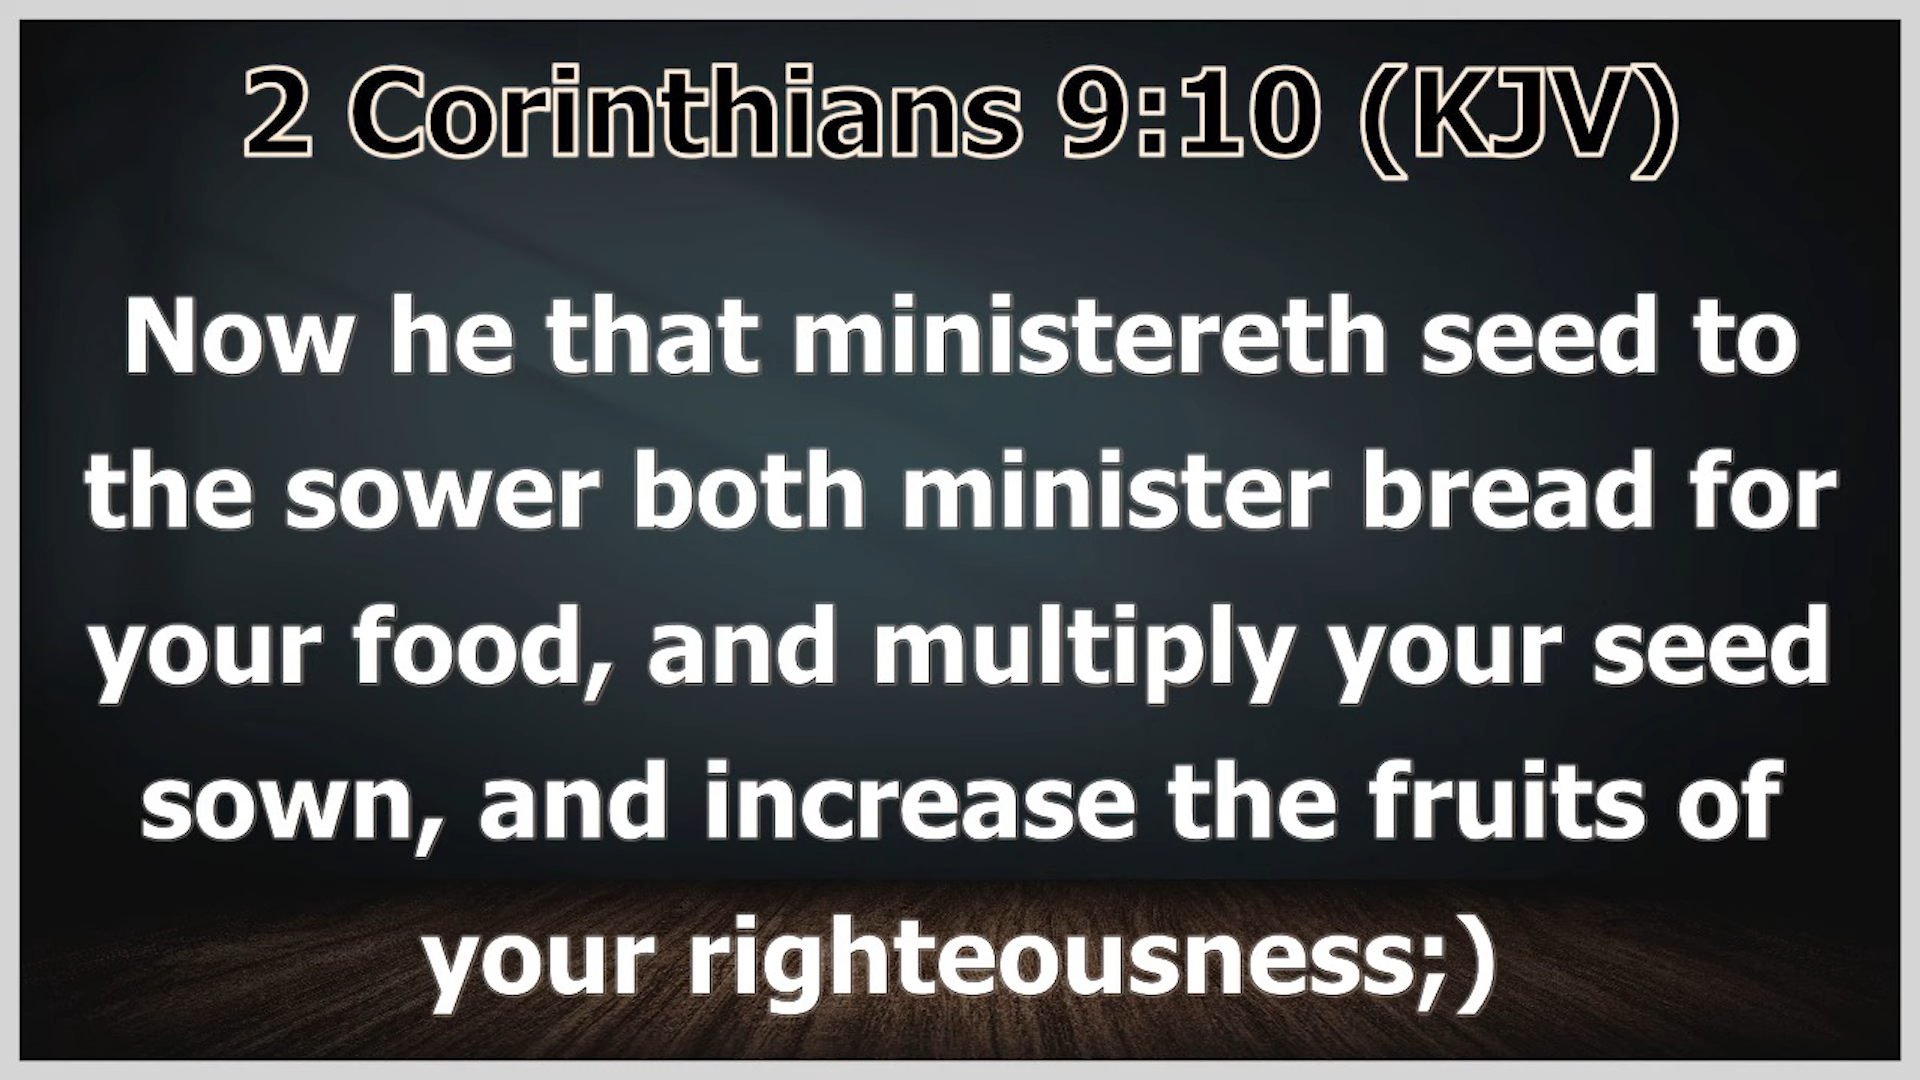 2 Corinthians 9:10 (KJV)
Now he that ministereth seed to
the sower both minister bread for
your food, and multiply your seed
sown, and increase the fruits of
your righteousness;)